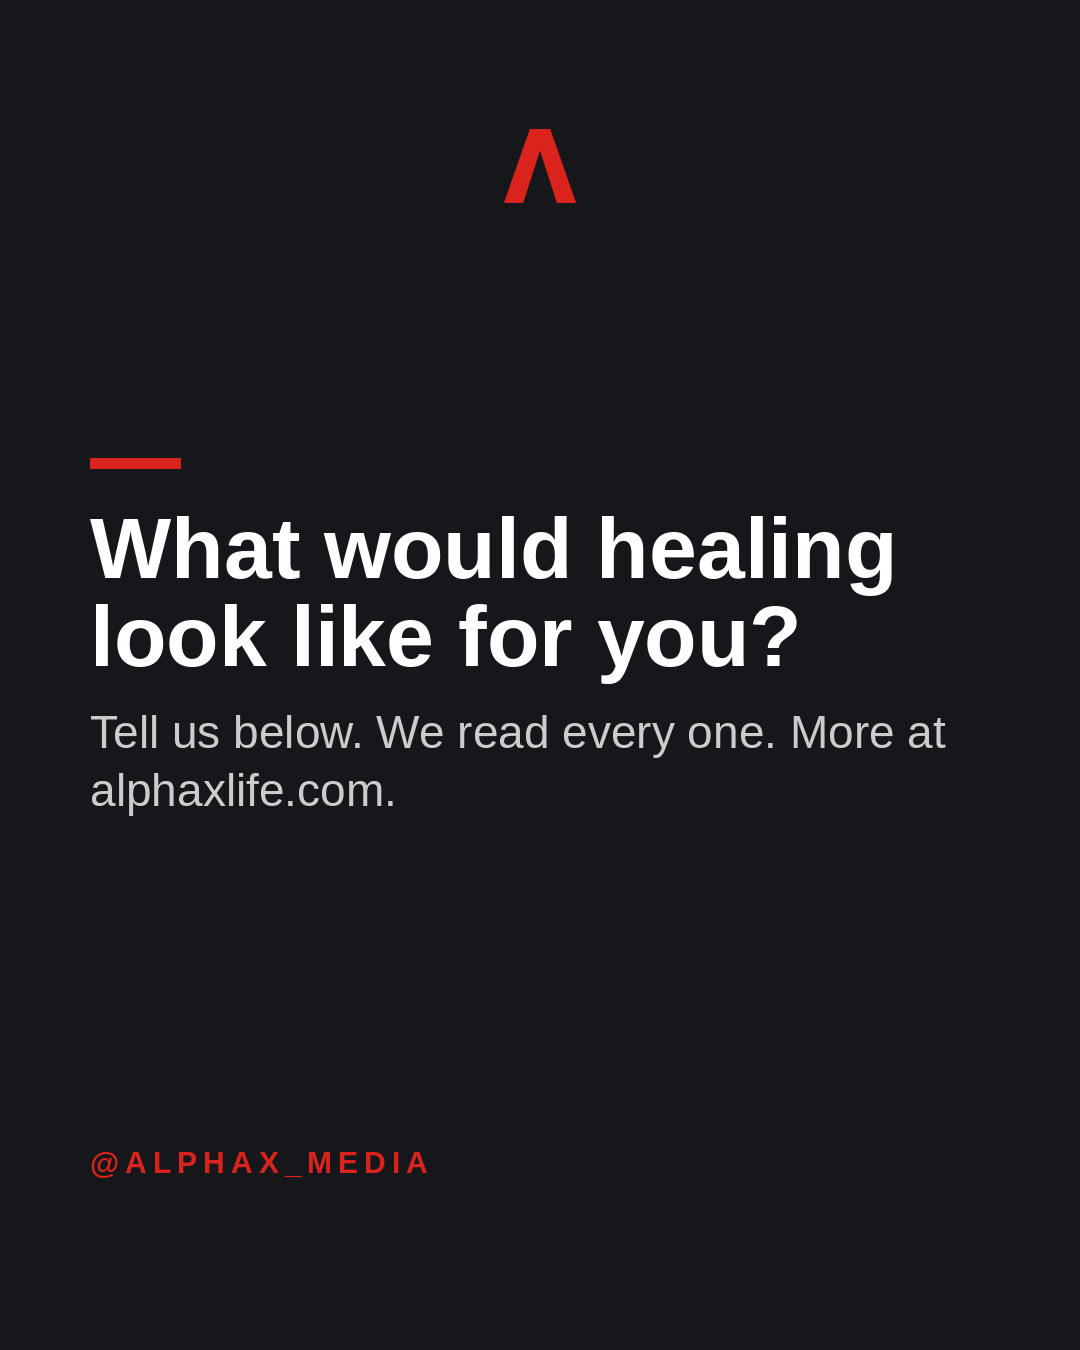 What would healing
look like for you?
Tell us below. We read every one. More at
alphaxlife.com.
@ALPHAX_MEDIA